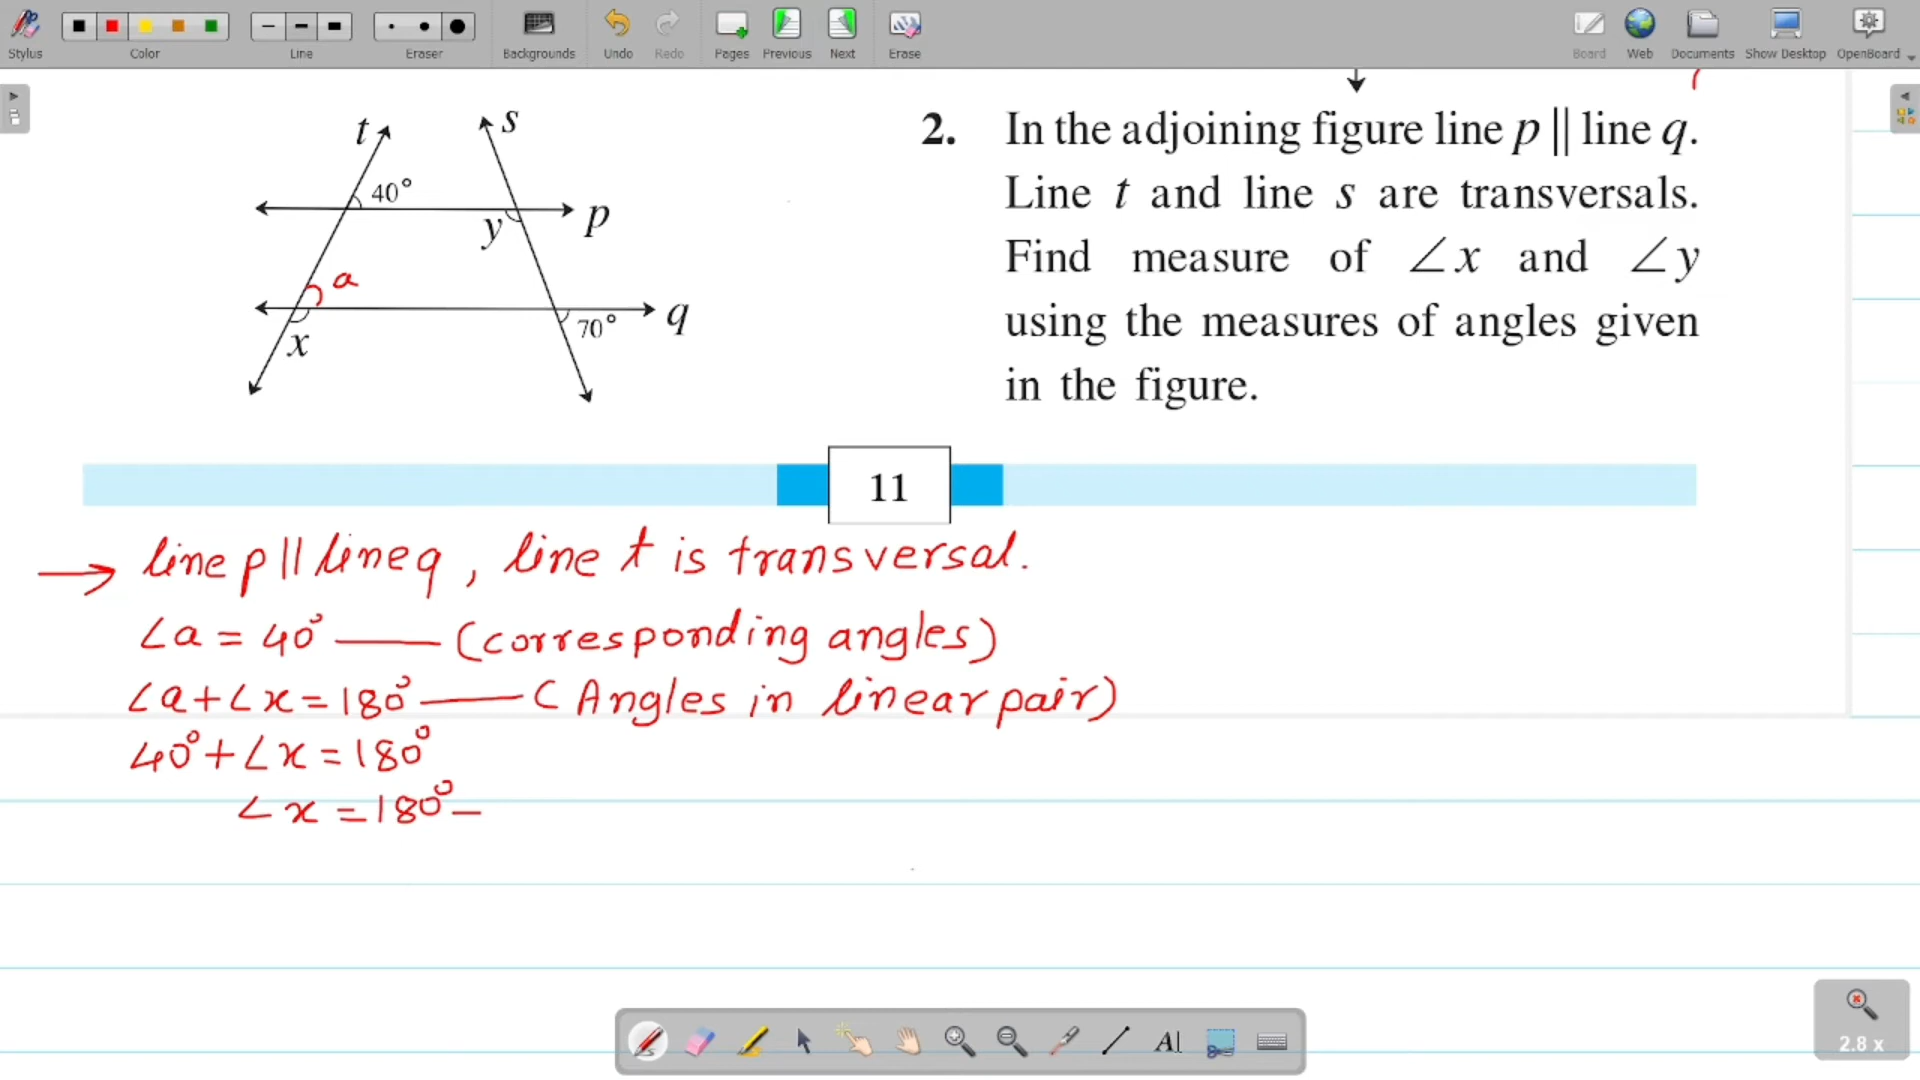 Stylus Color Line Eraser Backgrounds Undo Redo Pages Previous Next Erase Board Web Documents Show Desktop OpenBoard
t s
40°
y p
a
x 70° q
2. In the adjoining figure line p || line q.
Line t and line s are transversals.
Find measure of ∠x and ∠y
using the measures of angles given
in the figure.
11
→ line p || line q, line t is transversal.
∠a = 40° —— (corresponding angles)
∠a + ∠x = 180° —— (Angles in linear pair)
40° + ∠x = 180°
∠x = 180° –
2.8 x